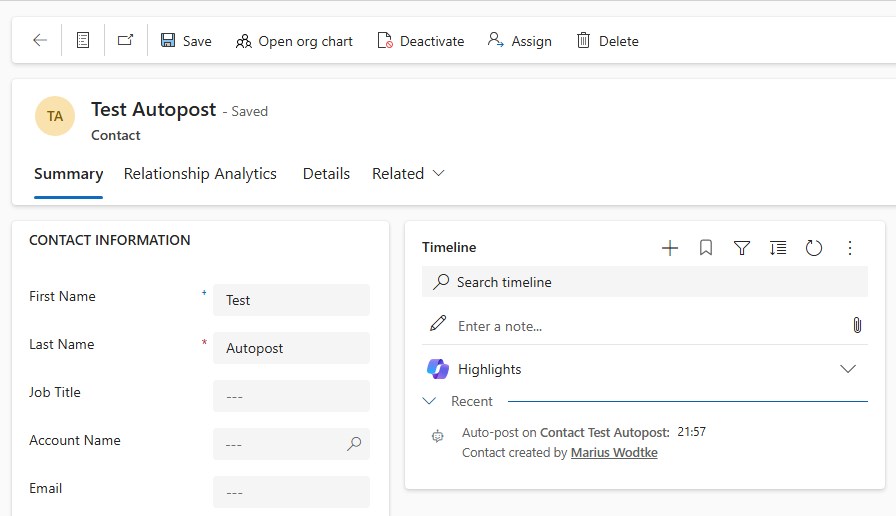 Save Open org chart Deactivate Assign Delete
TA
Test Autopost - Saved
Contact
Summary Relationship Analytics Details Related
CONTACT INFORMATION
First Name + Test
Last Name * Autopost
Job Title ---
Account Name ---
Email ---
Timeline
Search timeline
Enter a note...
Highlights
Recent
Auto-post on Contact Test Autopost: 21:57
Contact created by Marius Wodtke